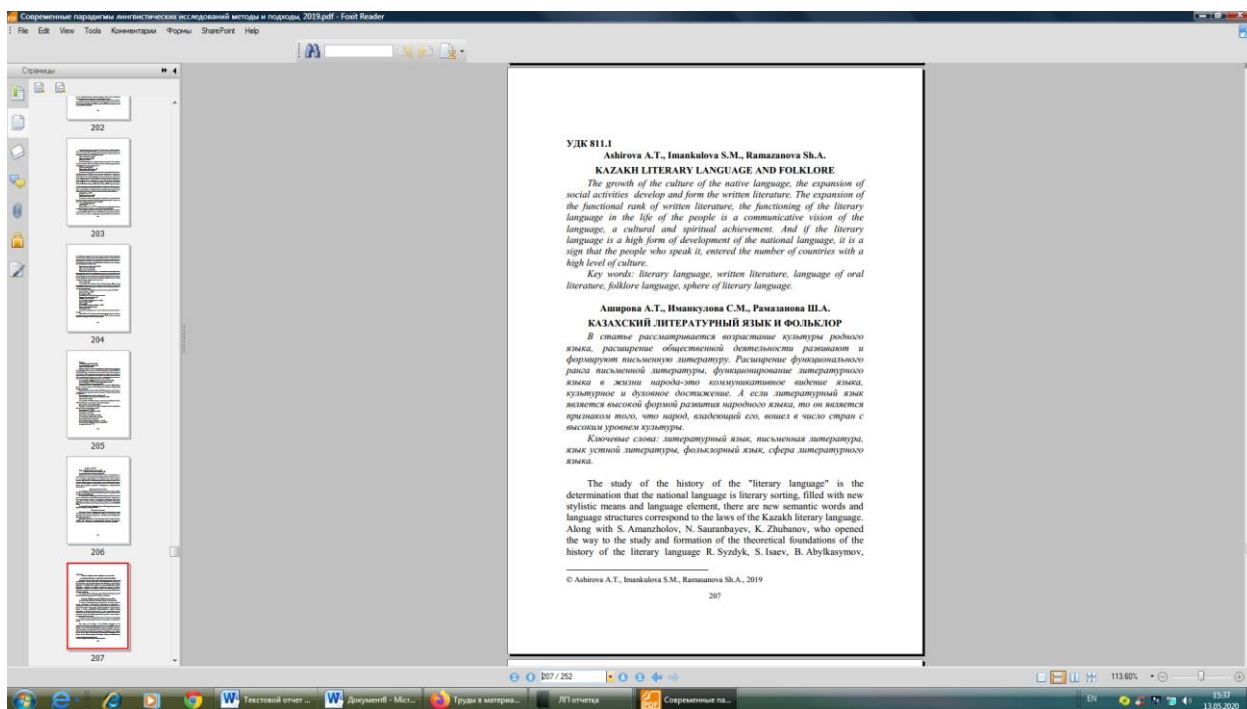 Современные парадигмы лингвистических исследований методы и подходы, 2019.pdf - Foxit Reader
File Edit View Tools Комментарии Формы SharePoint Help
Страницы
202
203
204
205
206
207
УДК 811.1
Ashirova A.T., Imankulova S.M., Ramazanova Sh.A.
KAZAKH LITERARY LANGUAGE AND FOLKLORE
The growth of the culture of the native language, the expansion of
social activities develop and form the written literature. The expansion of
the functional rank of written literature, the functioning of the literary
language in the life of the people is a communicative vision of the
language, a cultural and spiritual achievement. And if the literary
language is a high form of development of the national language, it is a
sign that the people who speak it, entered the number of countries with a
high level of culture.
Key words: literary language, written literature, language of oral
literature, folklore language, sphere of literary language.
Аширова А.Т., Иманкулова С.М., Рамазанова Ш.А.
КАЗАХСКИЙ ЛИТЕРАТУРНЫЙ ЯЗЫК И ФОЛЬКЛОР
В статье рассматривается возрастание культуры родного
языка, расширение общественной деятельности развивают и
формируют письменную литературу. Расширение функционального
ранга письменной литературы, функционирование литературного
языка в жизни народа-это коммуникативное видение языка,
культурное и духовное достижение. А если литературный язык
является высокой формой развития народного языка, то он является
признаком того, что народ, владеющий его, вошел в число стран с
высоким уровнем культуры.
Ключевые слова: литературный язык, письменная литература,
язык устной литературы, фольклорный язык, сфера литературного
языка.
The study of the history of the "literary language" is the
determination that the national language is literary sorting, filled with new
stylistic means and language element, there are new semantic words and
language structures correspond to the laws of the Kazakh literary language.
Along with S. Amanzholov, N. Sauranbayev, K. Zhubanov, who opened
the way to the study and formation of the theoretical foundations of the
history of the literary language R. Syzdyk, S. Isaev, B. Abylkasymov,
© Ashirova A.T., Imankulova S.M., Ramasanova Sh.A., 2019
207
207 / 252
113.60%
Текстовой отчет ...
Документ8 - Micr...
Труды в материа...
ЛП отчетка
Современные па...
EN
15:37
13.05.2020